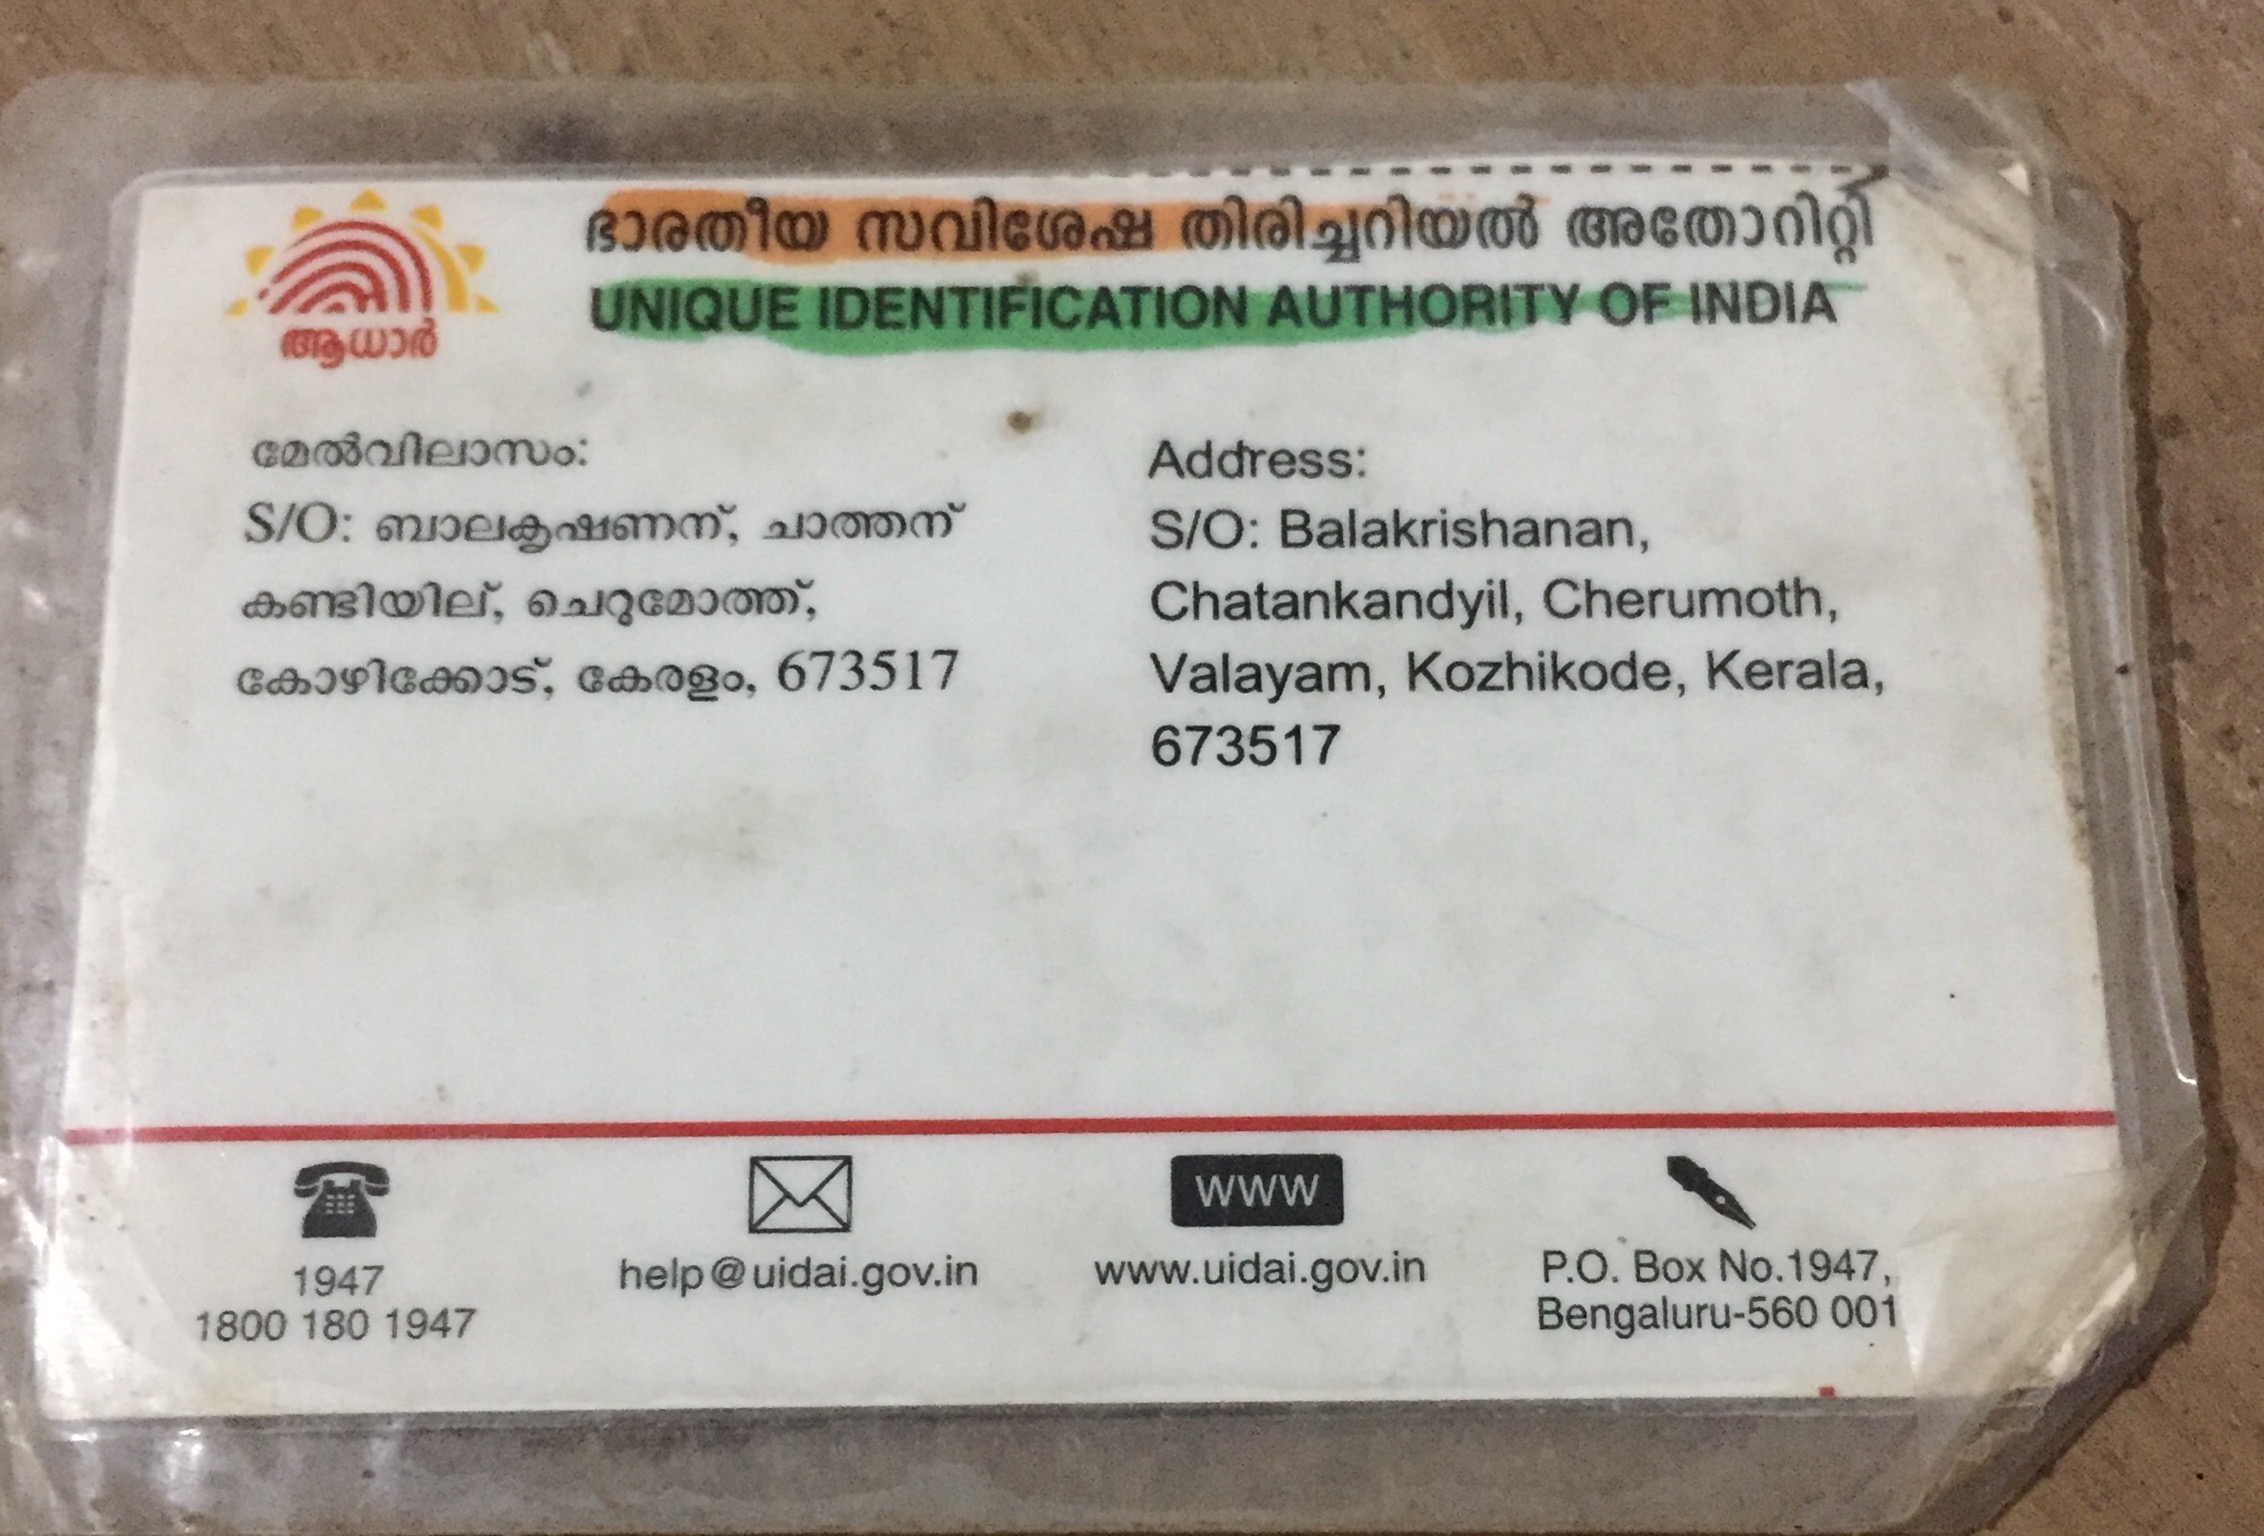 ആധാർ
ഭാരതീയ സവിശേഷ തിരിച്ചറിയൽ അതോറിറ്റി
UNIQUE IDENTIFICATION AUTHORITY OF INDIA
മേൽവിലാസം:
S/O: ബാലകൃഷണന്, ചാത്തന്
കണ്ടിയില്, ചെറുമോത്ത്,
കോഴിക്കോട്, കേരളം, 673517
Address:
S/O: Balakrishanan,
Chatankandyil, Cherumoth,
Valayam, Kozhikode, Kerala,
673517
1947
1800 180 1947
help@uidai.gov.in
www
www.uidai.gov.in
P.O. Box No.1947,
Bengaluru-560 001